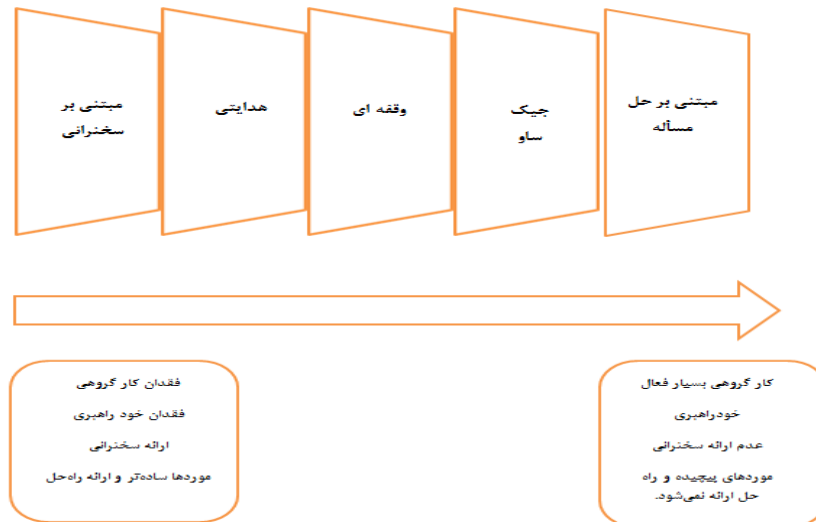 مبتنی بر
سخنرانی
هدایتی
وقفه ای
جیک
ساو
مبتنی بر حل
مسأله
فقدان کار گروهی
فقدان خود راهبری
ارائه سخنرانی
موردها ساده‌تر و ارائه راه‌حل
کار گروهی بسیار فعال
خودراهبری
عدم ارائه سخنرانی
موردهای پیچیده و راه
حل ارائه نمی‌شود.